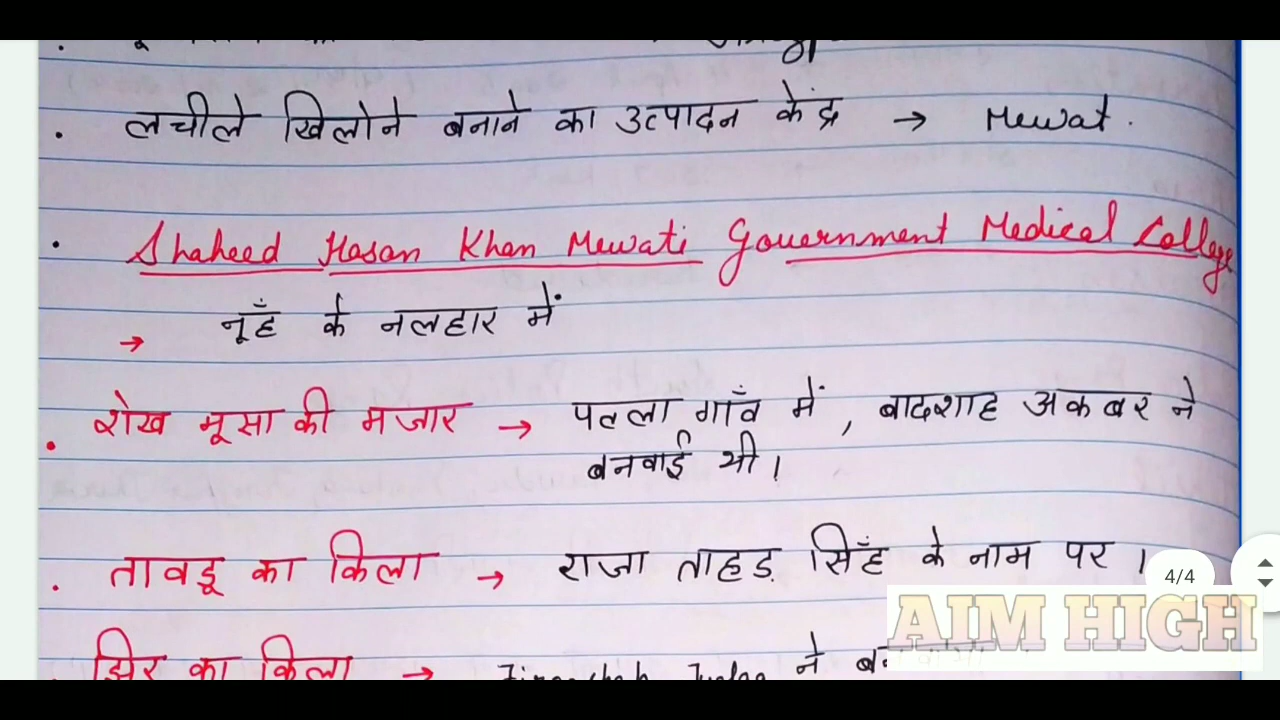 . लचीले खिलोने बनाने का उत्पादन केंद्र → Mewat.
. Shaheed Hasan Khan Mewati Government Medical College
→ नूहँ के नलहार में
. शेख मूसा की मजार → पल्ला गाँव में, बादशाह अकबर ने
बनवाई थी।
. तावडू का किला → राजा ताहड़ सिहँ के नाम पर।
4/4
AIM HIGH
. झिर का किला → ने